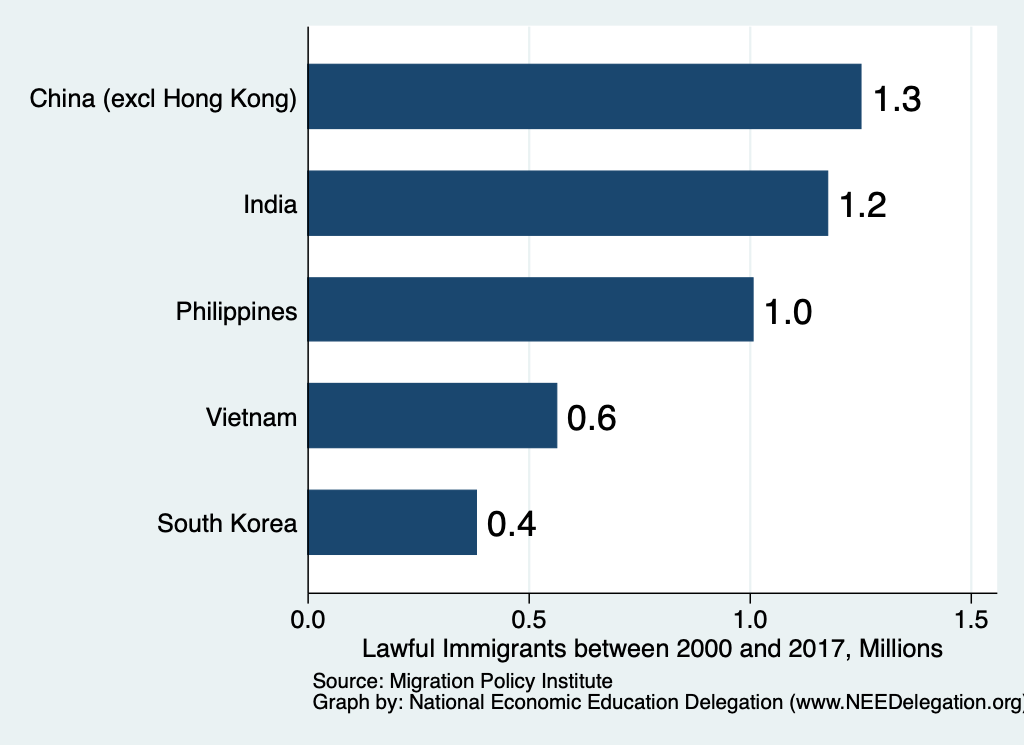 China (excl Hong Kong) 1.3
India 1.2
Philippines 1.0
Vietnam 0.6
South Korea 0.4
0.0 0.5 1.0 1.5
Lawful Immigrants between 2000 and 2017, Millions
Source: Migration Policy Institute
Graph by: National Economic Education Delegation (www.NEEDelegation.org)